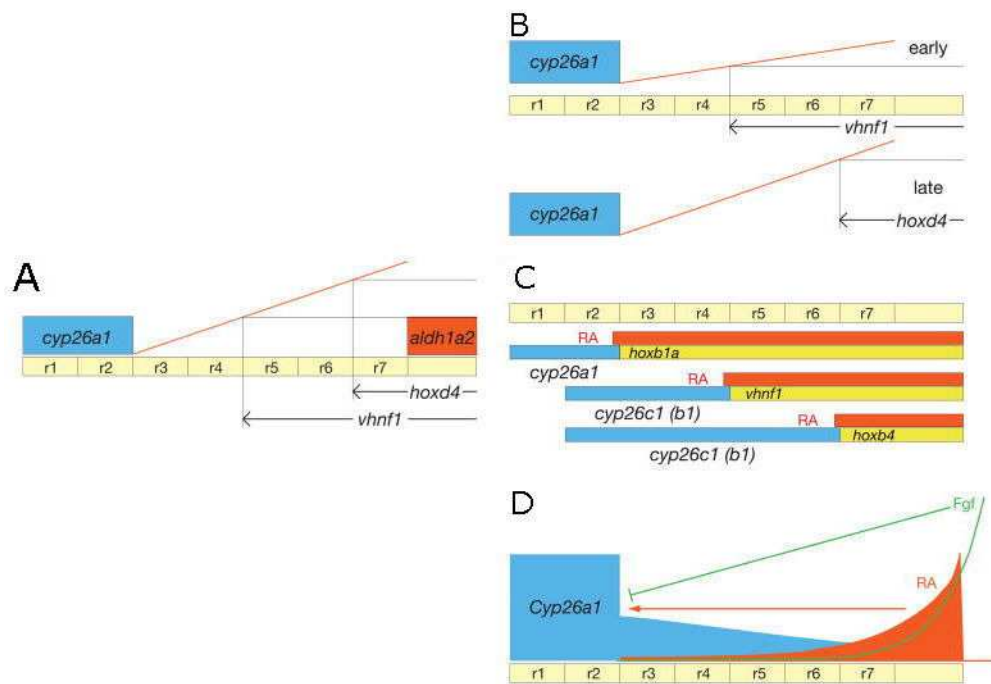 A
cyp26a1
aldh1a2
r1 r2 r3 r4 r5 r6 r7
hoxd4
vhnf1
B
cyp26a1
early
r1 r2 r3 r4 r5 r6 r7
vhnf1
cyp26a1
late
hoxd4
C
r1 r2 r3 r4 r5 r6 r7
RA
hoxb1a
cyp26a1
RA
vhnf1
cyp26c1 (b1)
RA
hoxb4
cyp26c1 (b1)
D
Fgf
RA
Cyp26a1
r1 r2 r3 r4 r5 r6 r7